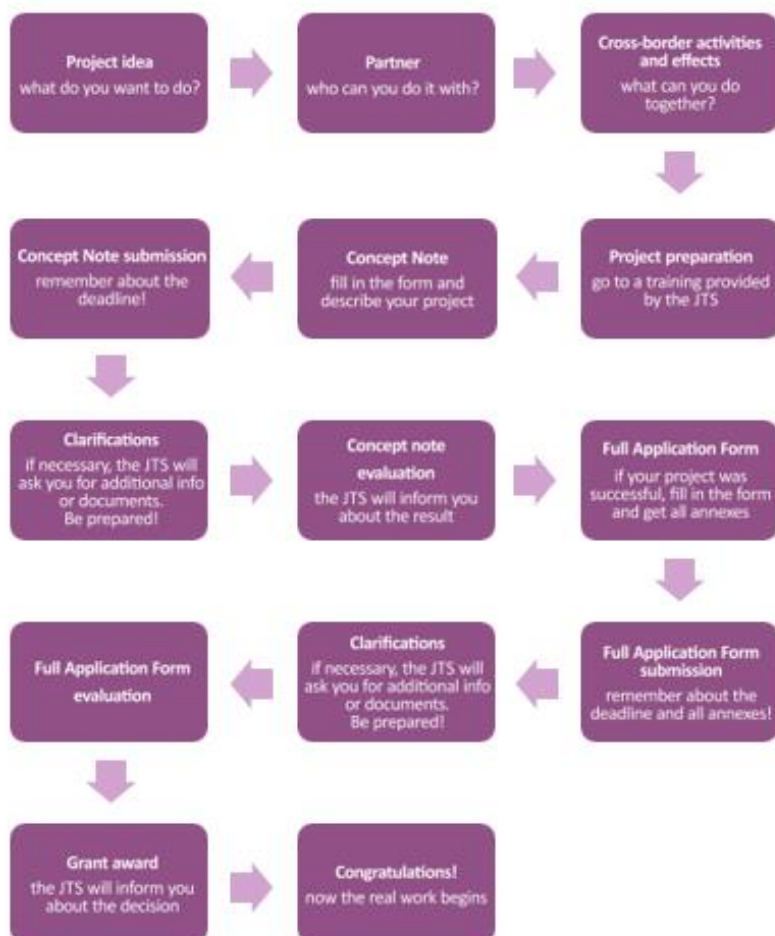 Project idea
what do you want to do?
Partner
who can you do it with?
Cross-border activities
and effects
what can you do
together?
Project preparation
go to a training provided
by the JTS
Concept Note
fill in the form and
describe your project
Concept Note submission
remember about the
deadline!
Clarifications
if necessary, the JTS will
ask you for additional info
or documents.
Be prepared!
Concept note
evaluation
the JTS will inform you
about the result
Full Application Form
if your project was
successful, fill in the form
and get all annexes
Full Application Form
submission
remember about the
deadline and all annexes!
Clarifications
if necessary, the JTS will
ask you for additional info
or documents.
Be prepared!
Full Application Form
evaluation
Grant award
the JTS will inform you
about the decision
Congratulations!
now the real work begins